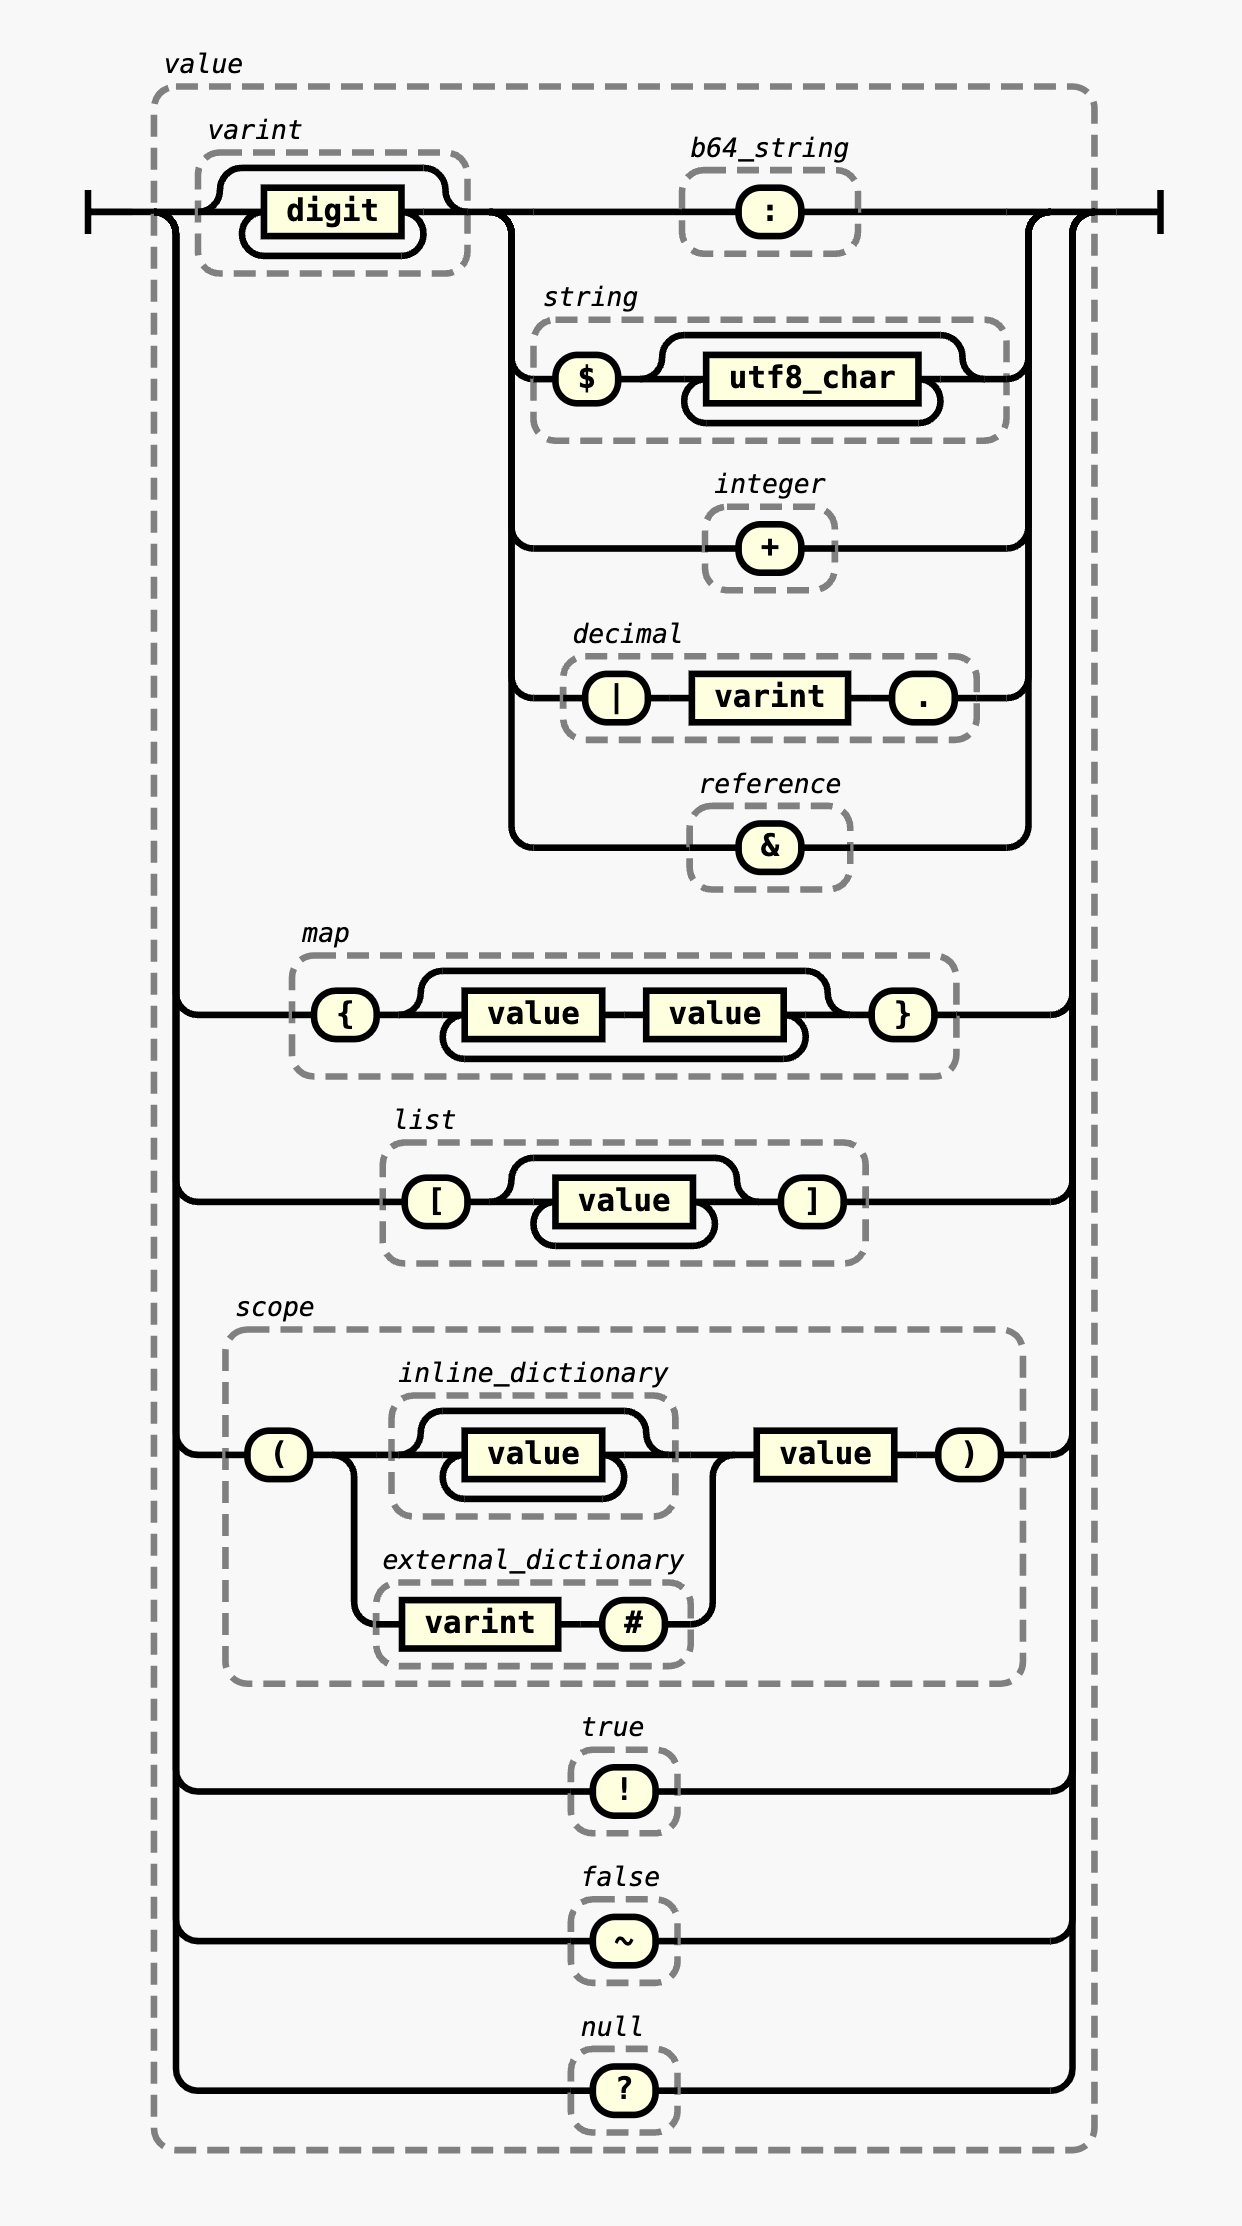 value
varint
digit
b64_string
:
string
$ utf8_char
integer
+
decimal
| varint .
reference
&
map
{ value value }
list
[ value ]
scope
inline_dictionary
( value value )
external_dictionary
varint #
true
!
false
~
null
?